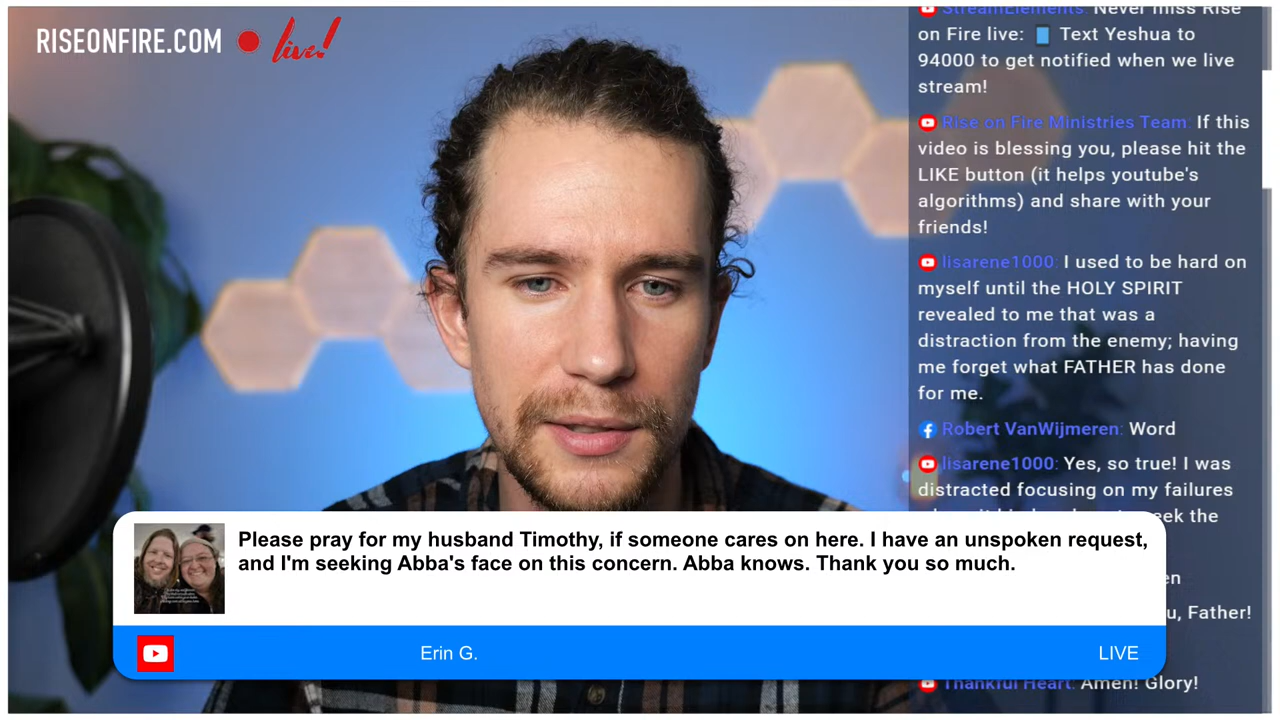 RISEONFIRE.COM live!
StreamElements: Never miss Rise
on Fire live: Text Yeshua to
94000 to get notified when we live
stream!
Rise on Fire Ministries Team: If this
video is blessing you, please hit the
LIKE button (it helps youtube's
algorithms) and share with your
friends!
lisarene1000: I used to be hard on
myself until the HOLY SPIRIT
revealed to me that was a
distraction from the enemy; having
me forget what FATHER has done
for me.
Robert VanWijmeren: Word
lisarene1000: Yes, so true! I was
distracted focusing on my failures
Please pray for my husband Timothy, if someone cares on here. I have an unspoken request,
and I'm seeking Abba's face on this concern. Abba knows. Thank you so much.
Erin G.
LIVE
Father!
Thankful Heart: Amen! Glory!